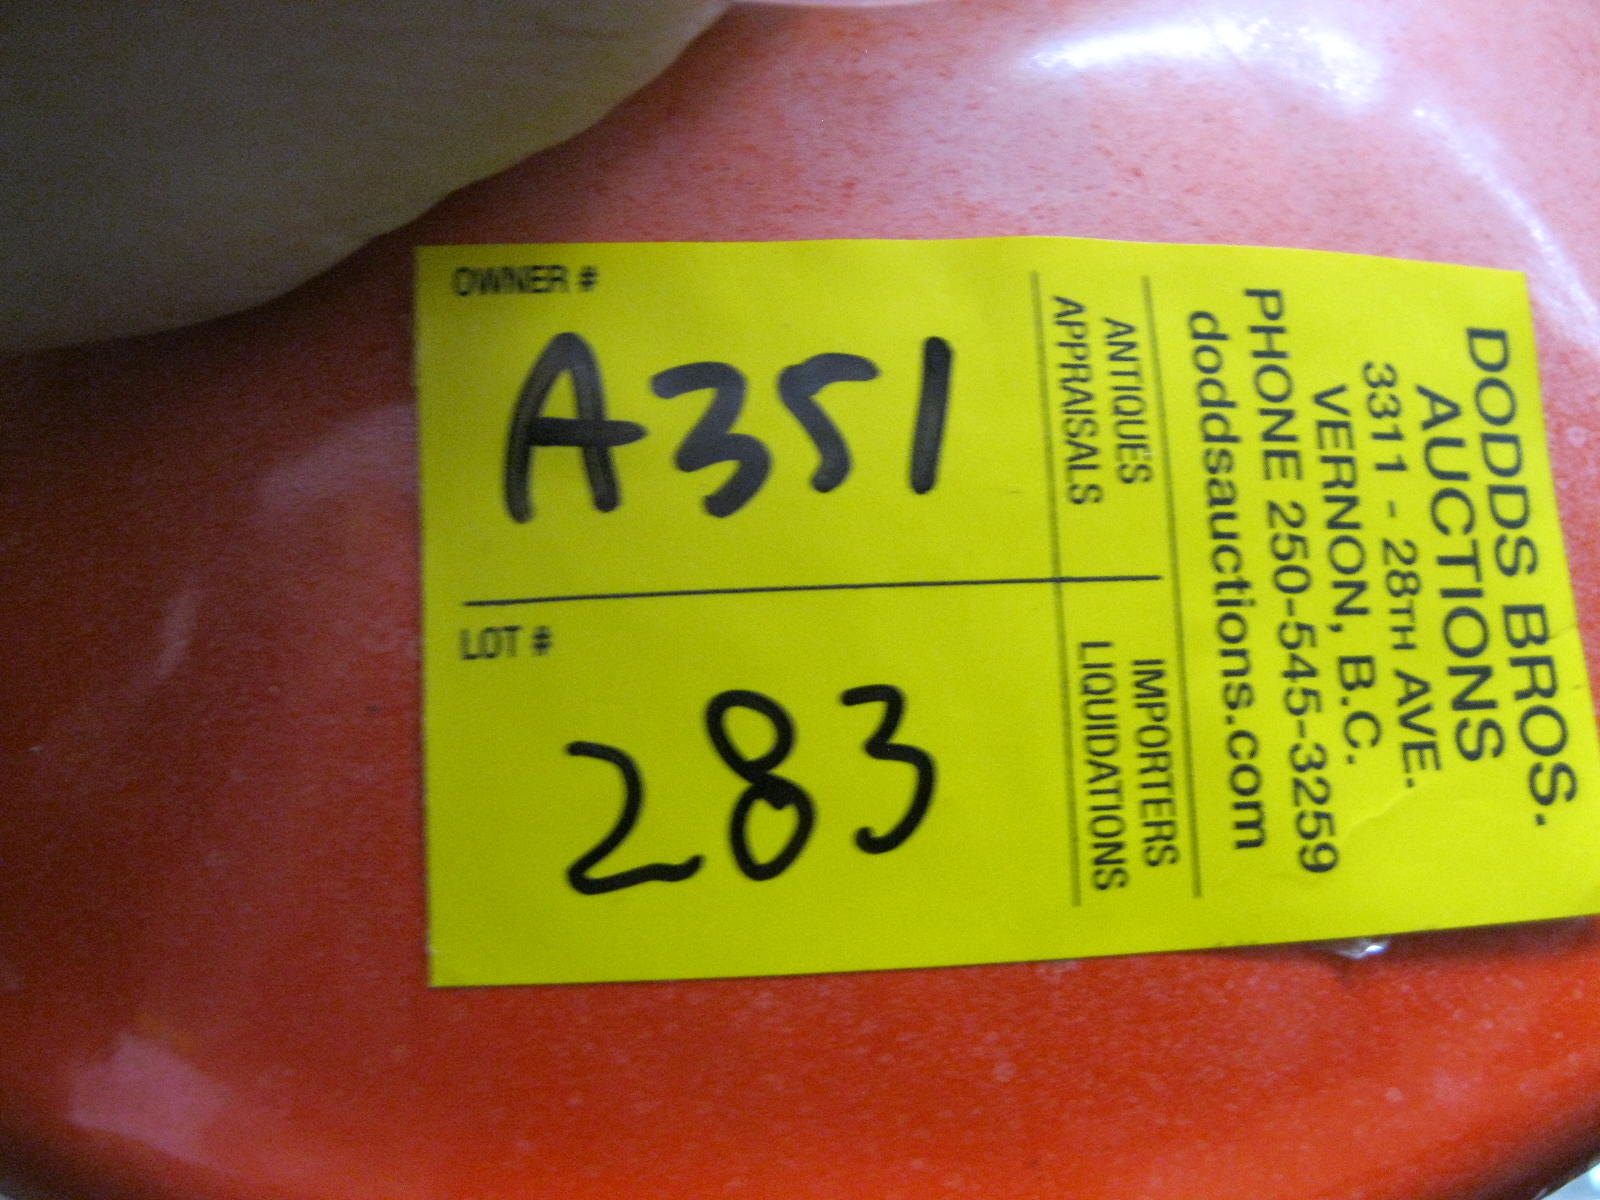 DODDS BROS.
AUCTIONS
3311 - 28TH AVE.
VERNON, B.C.
PHONE 250-545-3259
doddsauctions.com
ANTIQUES
APPRAISALS
IMPORTERS
LIQUIDATIONS
OWNER #
A351
LOT #
283